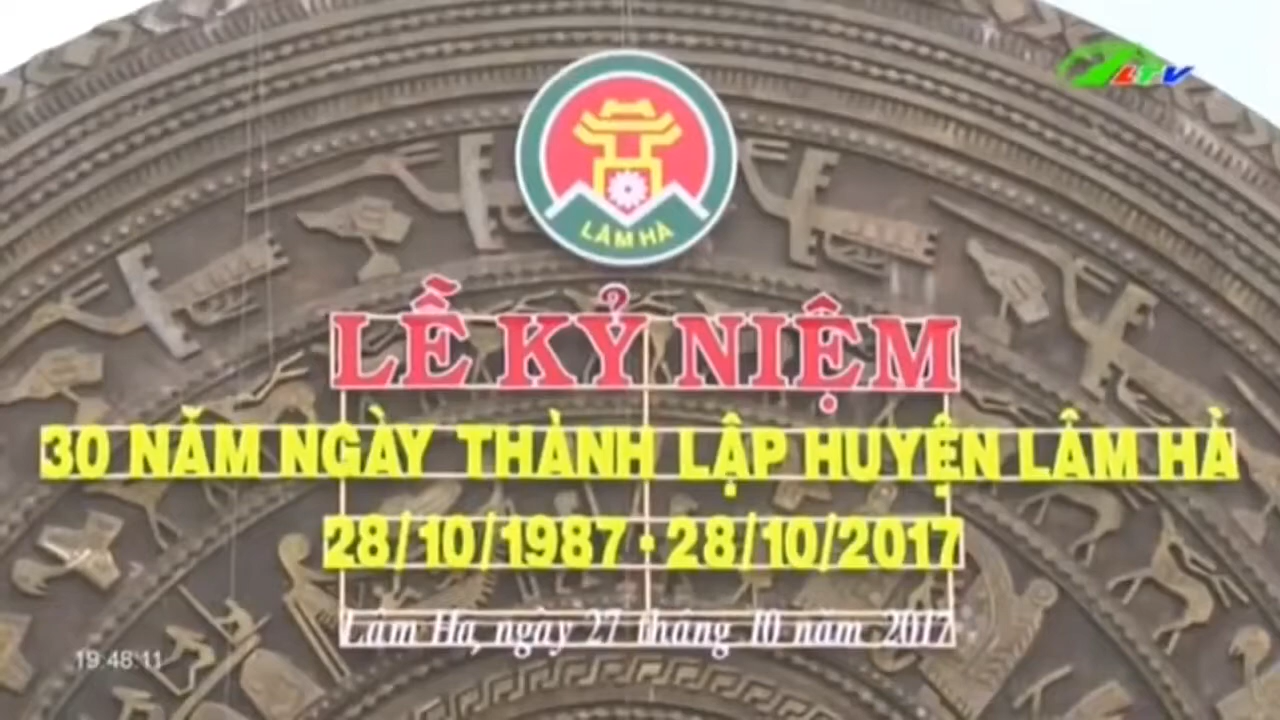 LTV
LÂM HÀ
LỄ KỶ NIỆM
30 NĂM NGÀY THÀNH LẬP HUYỆN LÂM HÀ
28/10/1987 - 28/10/2017
Lâm Hà, ngày 27 tháng 10 năm 2017
19:48:11